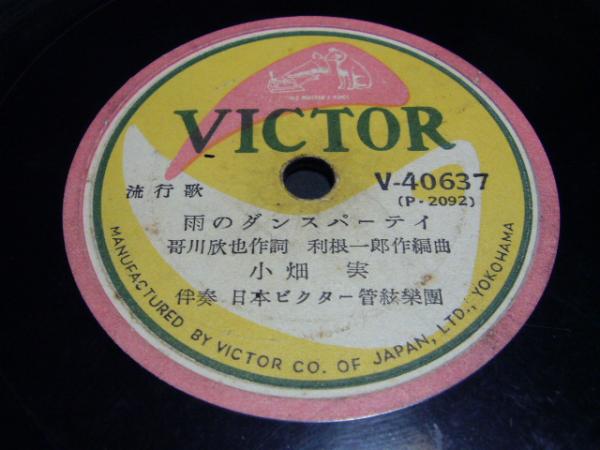 "HIS MASTER'S VOICE"
VICTOR
流行歌
V-40637
(P-2092)
雨のダンスパーテイ
哥川欣也作詞 利根一郎作編曲
小畑 実
伴奏 日本ビクター管絃樂團
MANUFACTURED BY VICTOR CO. OF JAPAN, LTD., YOKOHAMA